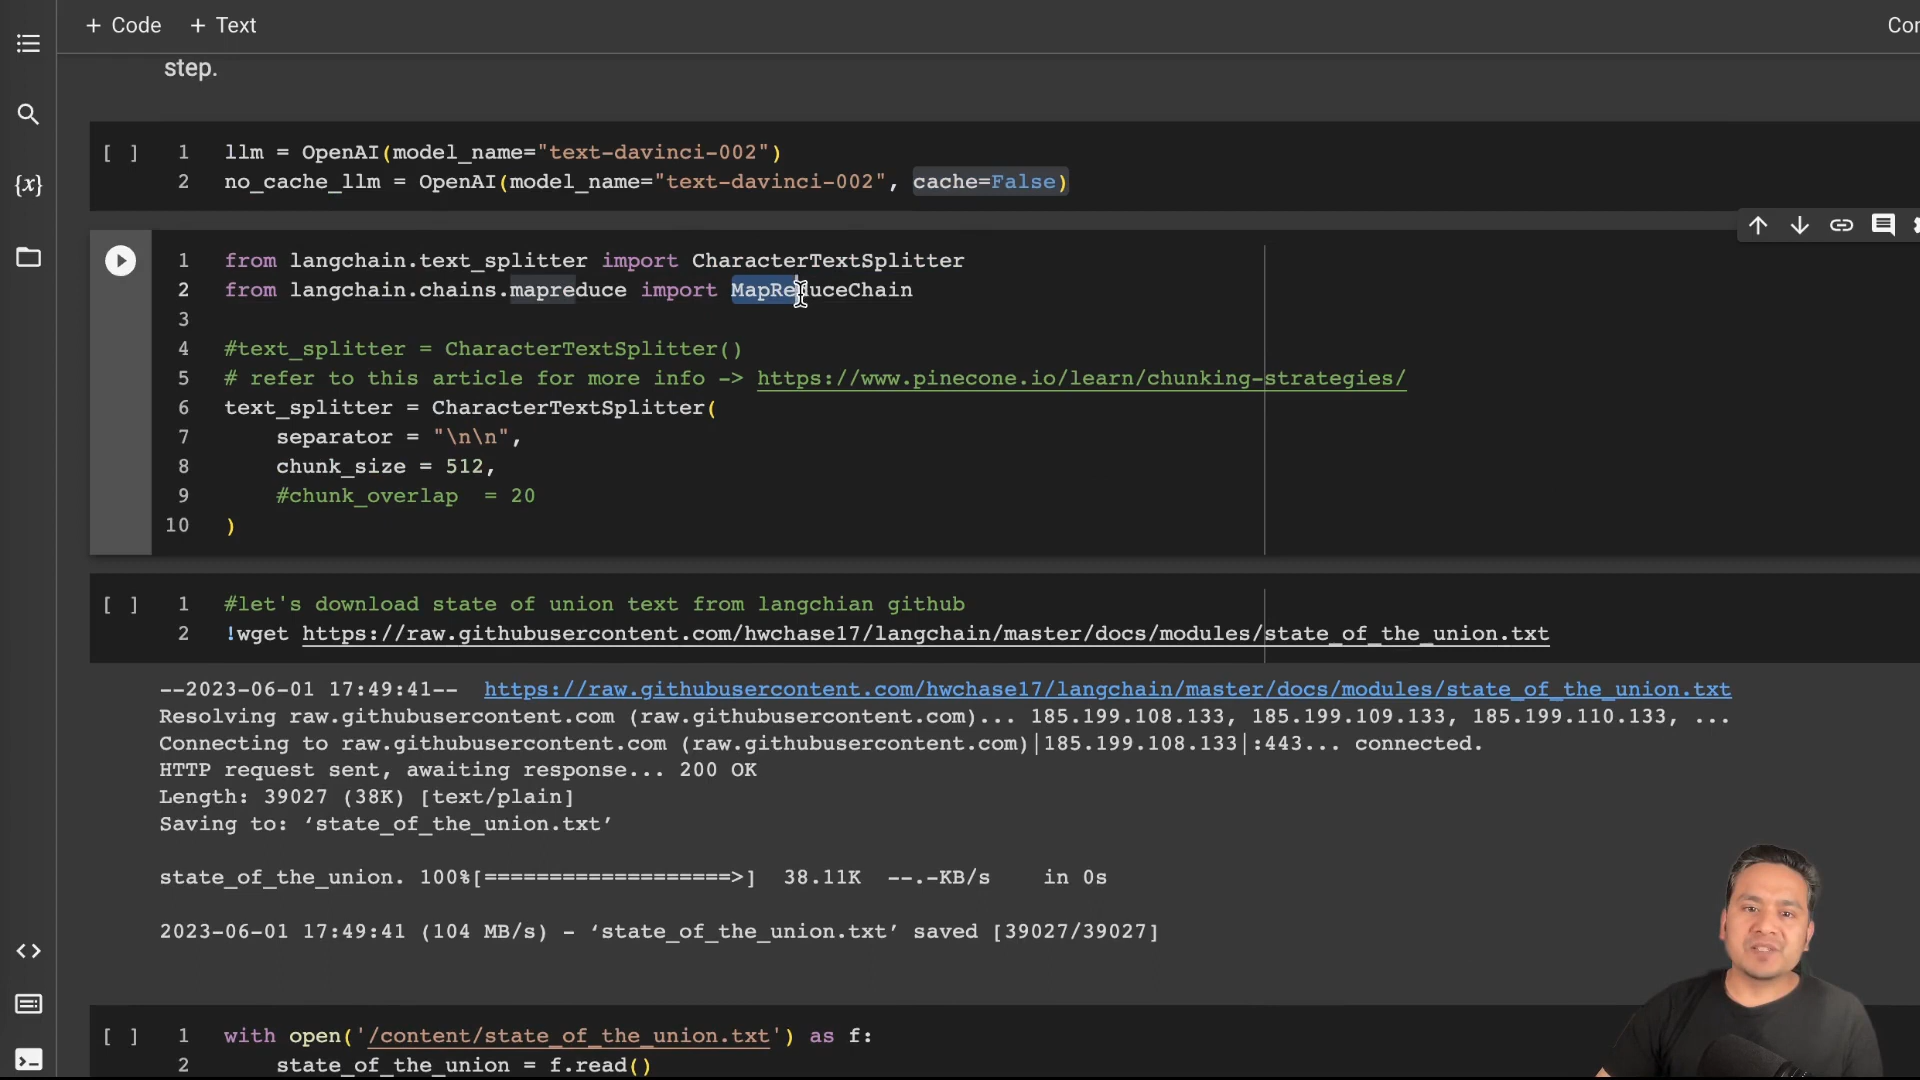 + Code + Text
Con
step.
[ ] 1 llm = OpenAI(model_name="text-davinci-002")
2 no_cache_llm = OpenAI(model_name="text-davinci-002", cache=False)
1 from langchain.text_splitter import CharacterTextSplitter
2 from langchain.chains.mapreduce import MapReduceChain
3
4 #text_splitter = CharacterTextSplitter()
5 # refer to this article for more info -> https://www.pinecone.io/learn/chunking-strategies/
6 text_splitter = CharacterTextSplitter(
7 separator = "\n\n",
8 chunk_size = 512,
9 #chunk_overlap  = 20
10 )
[ ] 1 #let's download state of union text from langchian github
2 !wget https://raw.githubusercontent.com/hwchase17/langchain/master/docs/modules/state_of_the_union.txt
--2023-06-01 17:49:41--  https://raw.githubusercontent.com/hwchase17/langchain/master/docs/modules/state_of_the_union.txt
Resolving raw.githubusercontent.com (raw.githubusercontent.com)... 185.199.108.133, 185.199.109.133, 185.199.110.133, ...
Connecting to raw.githubusercontent.com (raw.githubusercontent.com)|185.199.108.133|:443... connected.
HTTP request sent, awaiting response... 200 OK
Length: 39027 (38K) [text/plain]
Saving to: ‘state_of_the_union.txt’
state_of_the_union. 100%[===================>]  38.11K  --.-KB/s    in 0s
2023-06-01 17:49:41 (104 MB/s) - ‘state_of_the_union.txt’ saved [39027/39027]
[ ] 1 with open('/content/state_of_the_union.txt') as f:
2 state_of_the_union = f.read()